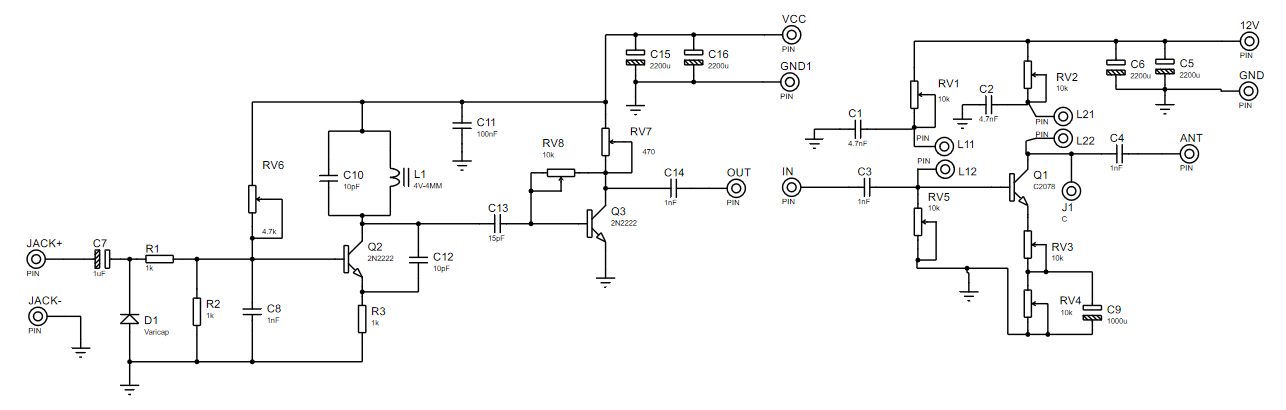 VCC
PIN
C15
2200u
C16
2200u
GND1
PIN
C11
100nF
RV6
4.7k
C10
10pF
L1
4V-4MM
RV8
10k
RV7
470
C14
1nF
OUT
PIN
C13
15pF
Q3
2N2222
JACK+
PIN
C7
1uF
R1
1k
Q2
2N2222
C12
10pF
JACK-
PIN
D1
Varicap
R2
1k
C8
1nF
R3
1k
12V
PIN
RV1
10k
RV2
10k
C6
2200u
C5
2200u
GND
PIN
C2
4.7nF
C1
4.7nF
PIN
L21
PIN
L11
PIN
L22
PIN
L12
C4
1nF
ANT
PIN
IN
PIN
C3
1nF
Q1
C2078
J1
C
RV5
10k
RV3
10k
RV4
10k
C9
1000u